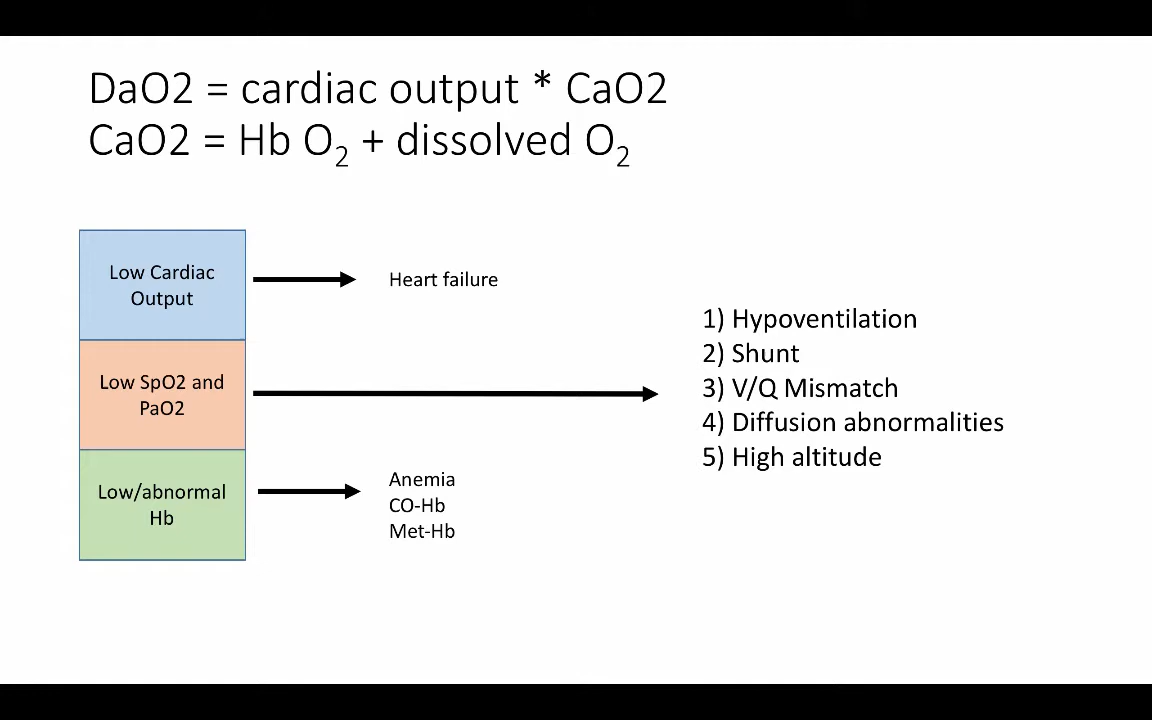 DaO2 = cardiac output * CaO2
CaO2 = Hb O₂ + dissolved O₂
Low Cardiac
Output
Heart failure
Low SpO2 and
PaO2
1) Hypoventilation
2) Shunt
3) V/Q Mismatch
4) Diffusion abnormalities
5) High altitude
Low/abnormal
Hb
Anemia
CO-Hb
Met-Hb